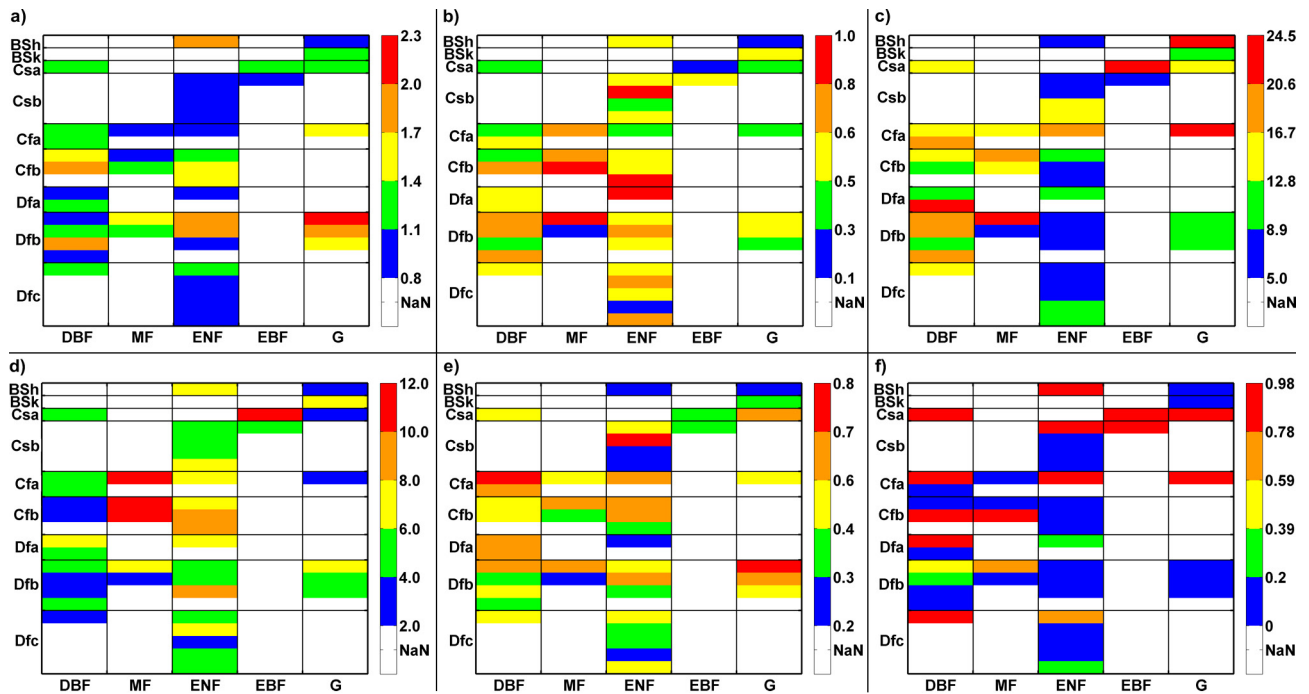 a)
BSh
BSk
Csa
Csb
Cfa
Cfb
Dfa
Dfb
Dfc
DBF MF ENF EBF G
2.3
2.0
1.7
1.4
1.1
0.8
NaN
b)
BSh
BSk
Csa
Csb
Cfa
Cfb
Dfa
Dfb
Dfc
DBF MF ENF EBF G
1.0
0.8
0.6
0.5
0.3
0.1
NaN
c)
BSh
BSk
Csa
Csb
Cfa
Cfb
Dfa
Dfb
Dfc
DBF MF ENF EBF G
24.5
20.6
16.7
12.8
8.9
5.0
NaN
d)
BSh
BSk
Csa
Csb
Cfa
Cfb
Dfa
Dfb
Dfc
DBF MF ENF EBF G
12.0
10.0
8.0
6.0
4.0
2.0
NaN
e)
BSh
BSk
Csa
Csb
Cfa
Cfb
Dfa
Dfb
Dfc
DBF MF ENF EBF G
0.8
0.7
0.6
0.4
0.3
0.2
NaN
f)
BSh
BSk
Csa
Csb
Cfa
Cfb
Dfa
Dfb
Dfc
DBF MF ENF EBF G
0.98
0.78
0.59
0.39
0.2
0
NaN